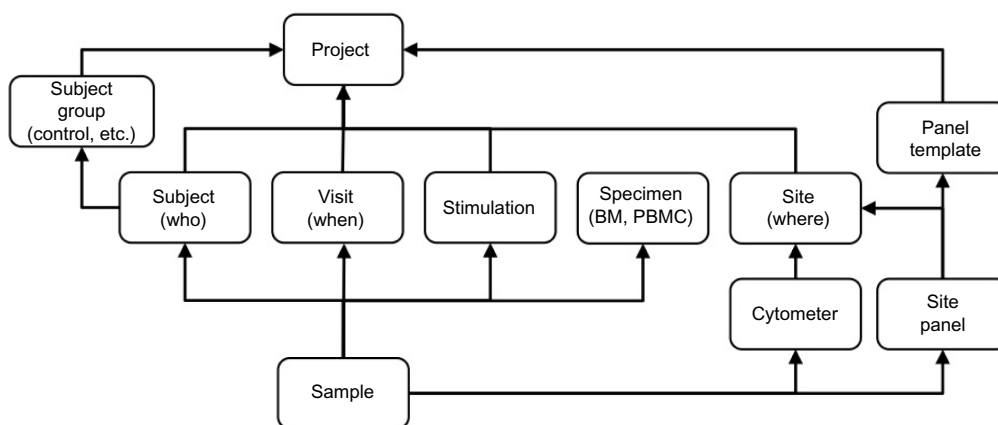 Project
Subject
group
(control, etc.)
Panel
template
Subject
(who)
Visit
(when)
Stimulation
Specimen
(BM, PBMC)
Site
(where)
Cytometer
Site
panel
Sample